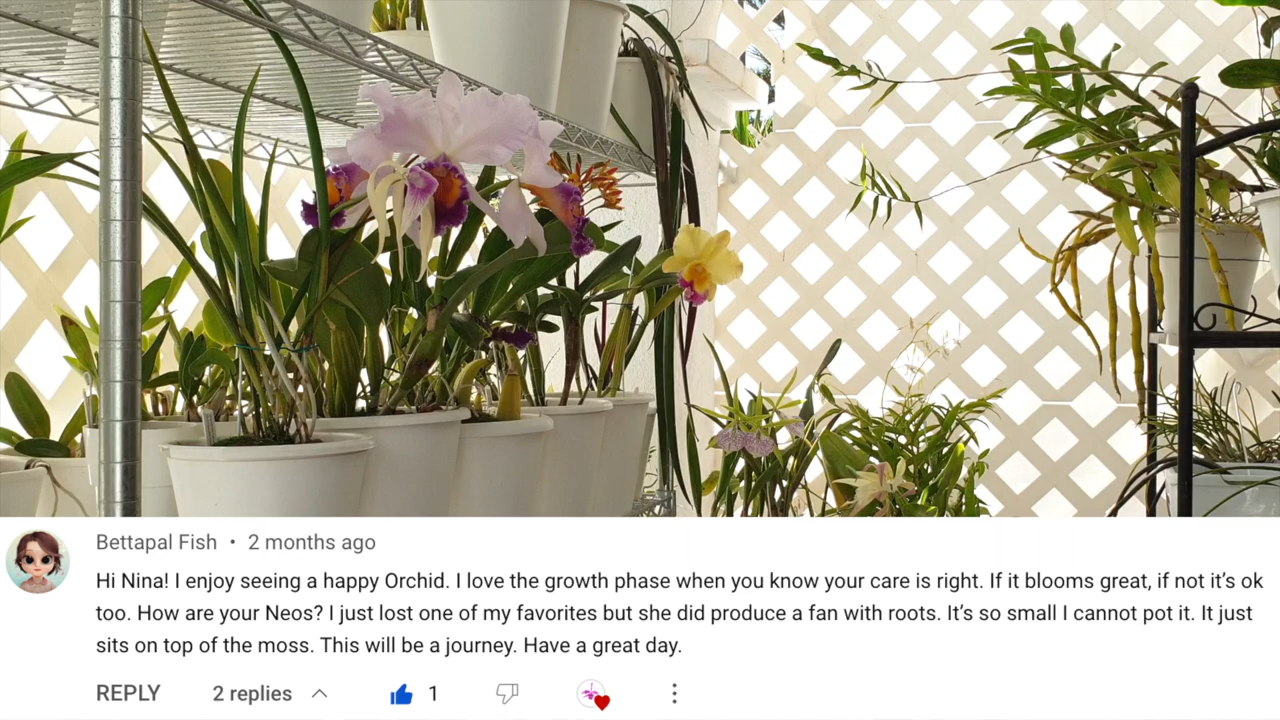 Bettapal Fish • 2 months ago
Hi Nina! I enjoy seeing a happy Orchid. I love the growth phase when you know your care is right. If it blooms great, if not it's ok
too. How are your Neos? I just lost one of my favorites but she did produce a fan with roots. It's so small I cannot pot it. It just
sits on top of the moss. This will be a journey. Have a great day.
REPLY 2 replies 1